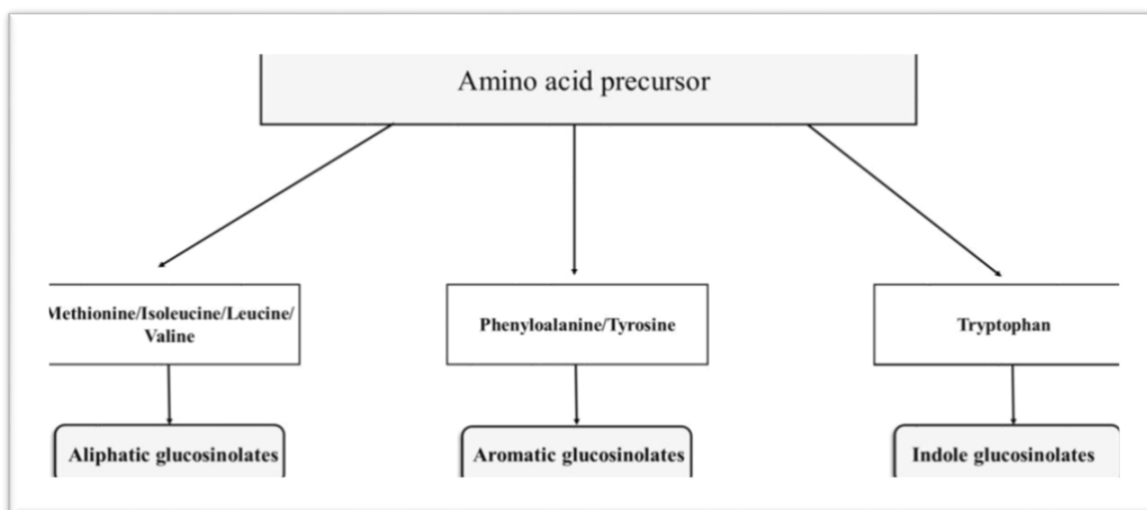 Amino acid precursor
Methionine/Isoleucine/Leucine/
Valine
Phenyloalanine/Tyrosine
Tryptophan
Aliphatic glucosinolates
Aromatic glucosinolates
Indole glucosinolates